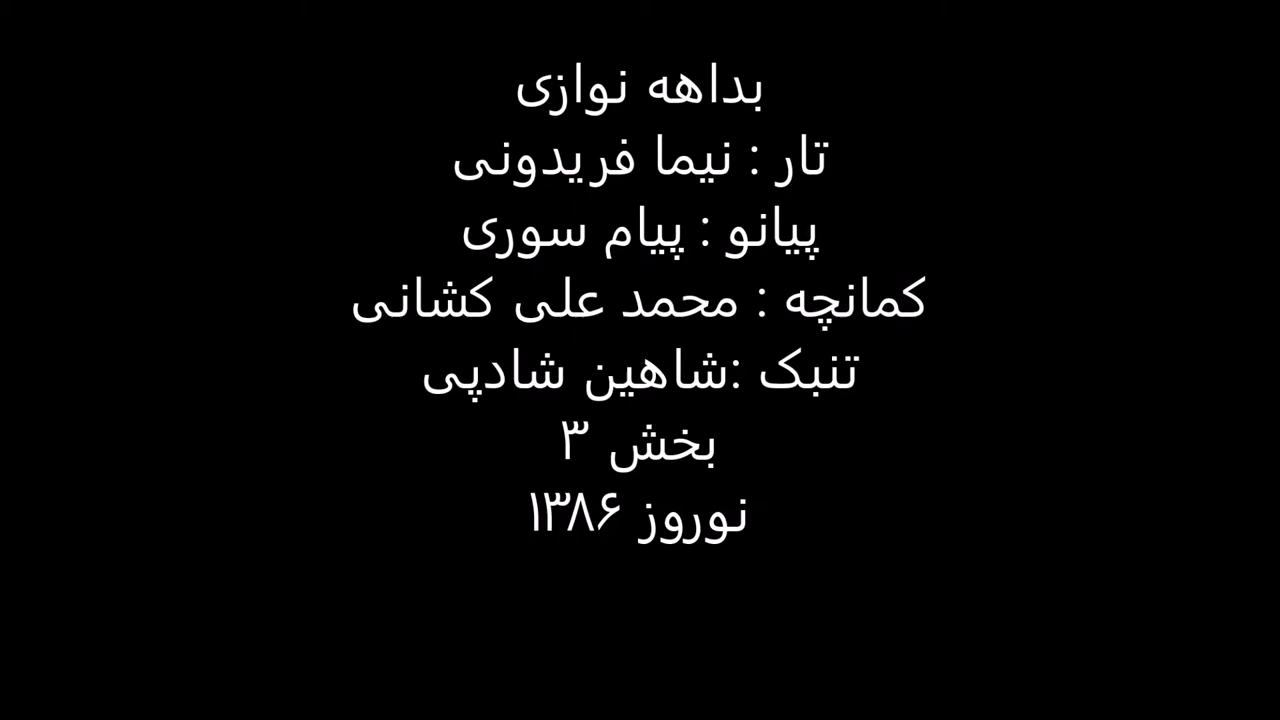 بداهه نوازی
تار : نیما فریدونی
پیانو : پیام سوری
کمانچه : محمد علی کشانی
تنبک :شاهین شادپی
بخش ۳
نوروز ۱۳۸۶